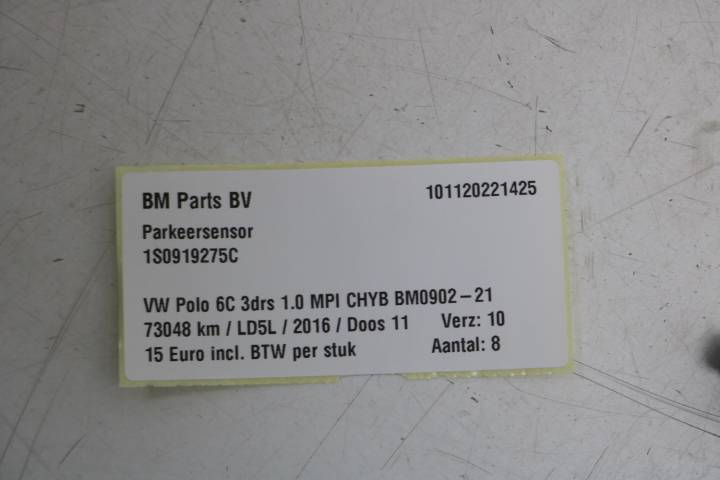 BM Parts BV 101120221425
Parkeersensor
1S0919275C
VW Polo 6C 3drs 1.0 MPI CHYB BM0902-21
73048 km / LD5L / 2016 / Doos 11 Verz: 10
15 Euro incl. BTW per stuk Aantal: 8